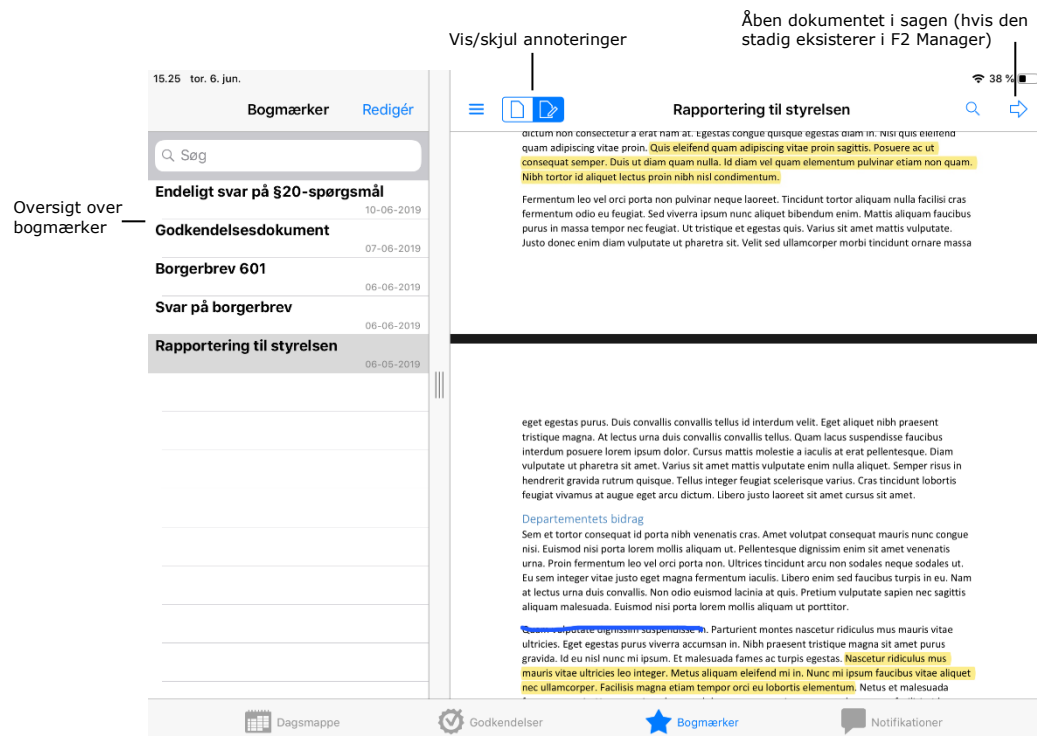 Åben dokumentet i sagen (hvis den
stadig eksisterer i F2 Manager)
Vis/skjul annoteringer
Oversigt over
bogmærker
15.25 tor. 6. jun.
38 %
Bogmærker
Redigér
Søg
Endeligt svar på §20-spørgsmål
10-06-2019
Godkendelsesdokument
07-06-2019
Borgerbrev 601
06-06-2019
Svar på borgerbrev
06-06-2019
Rapportering til styrelsen
06-05-2019
Rapportering til styrelsen
dictum non consectetur a erat nam at. Egestas congue quisque egestas diam in. Nisl quis eleifend
quam adipiscing vitae proin. Quis eleifend quam adipiscing vitae proin sagittis. Posuere ac ut
consequat semper. Duis ut diam quam nulla. Id diam vel quam elementum pulvinar etiam non quam.
Nibh tortor id aliquet lectus proin nibh nisl condimentum.
Fermentum leo vel orci porta non pulvinar neque laoreet. Tincidunt tortor aliquam nulla facilisi cras
fermentum odio eu feugiat. Sed viverra ipsum nunc aliquet bibendum enim. Mattis aliquam faucibus
purus in massa tempor nec feugiat. Ut tristique et egestas quis. Varius sit amet mattis vulputate.
Justo donec enim diam vulputate ut pharetra sit. Velit sed ullamcorper morbi tincidunt ornare massa
eget egestas purus. Duis convallis convallis tellus id interdum velit. Eget aliquet nibh praesent
tristique magna. At lectus urna duis convallis convallis tellus. Quam lacus suspendisse faucibus
interdum posuere lorem ipsum dolor. Cursus mattis molestie a iaculis at erat pellentesque. Diam
vulputate ut pharetra sit amet. Varius sit amet mattis vulputate enim nulla aliquet. Semper risus in
hendrerit gravida rutrum quisque. Tellus integer feugiat scelerisque varius. Cras tincidunt lobortis
feugiat vivamus at augue eget arcu dictum. Libero justo laoreet sit amet cursus sit amet.
Departementets bidrag
Sem et tortor consequat id porta nibh venenatis cras. Amet volutpat consequat mauris nunc congue
nisi. Euismod nisi porta lorem mollis aliquam ut. Pellentesque dignissim enim sit amet venenatis
urna. Proin fermentum leo vel orci porta non. Ultrices tincidunt arcu non sodales neque sodales ut.
Eu sem integer vitae justo eget magna fermentum iaculis. Libero enim sed faucibus turpis in eu. Nam
at lectus urna duis convallis. Non odio euismod lacinia at quis. Pretium vulputate sapien nec sagittis
aliquam malesuada. Euismod nisi porta lorem mollis aliquam ut porttitor.
Quam vulputate dignissim suspendisse in. Parturient montes nascetur ridiculus mus mauris vitae
ultricies. Eget egestas purus viverra accumsan in. Nibh praesent tristique magna sit amet purus
gravida. Id eu nisl nunc mi ipsum. Et malesuada fames ac turpis egestas. Nascetur ridiculus mus
mauris vitae ultricies leo integer. Metus aliquam eleifend mi in. Nunc mi ipsum faucibus vitae aliquet
nec ullamcorper. Facilisis magna etiam tempor orci eu lobortis elementum. Netus et malesuada
Dagsmappe
Godkendelser
Bogmærker
Notifikationer